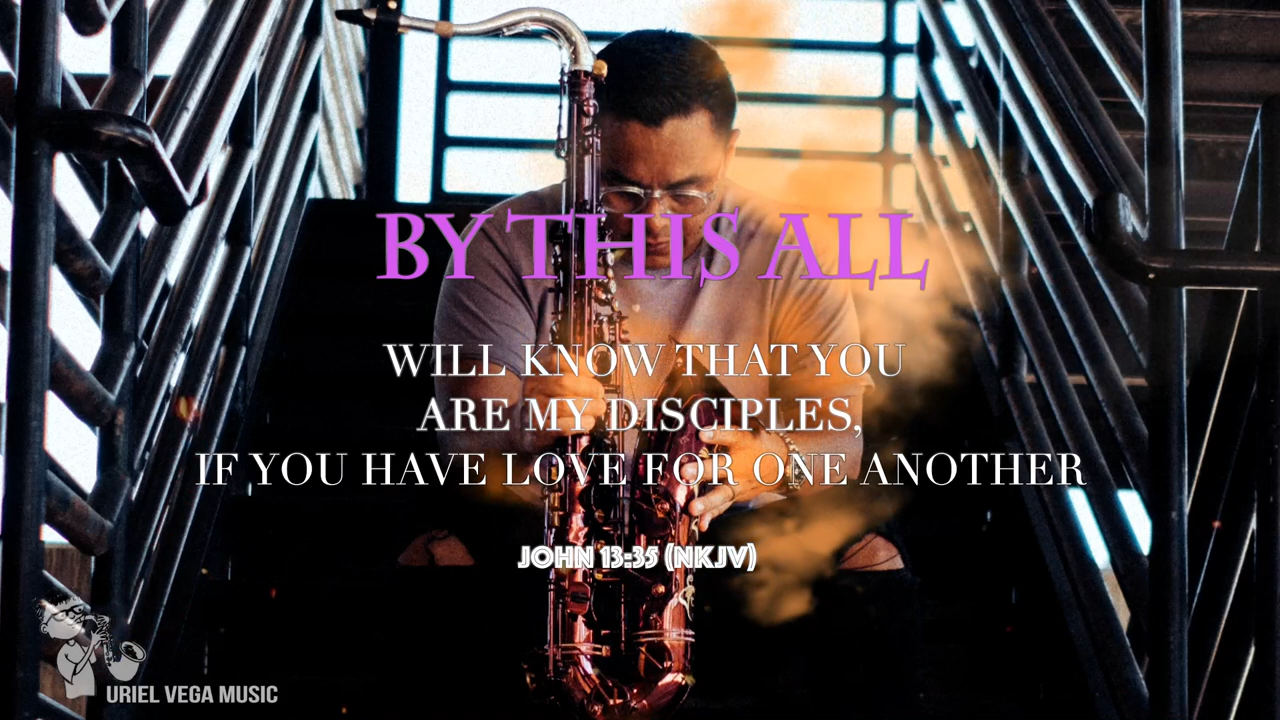 BY THIS ALL
WILL KNOW THAT YOU
ARE MY DISCIPLES,
IF YOU HAVE LOVE FOR ONE ANOTHER
JOHN 13:35 (NKJV)
URIEL VEGA MUSIC